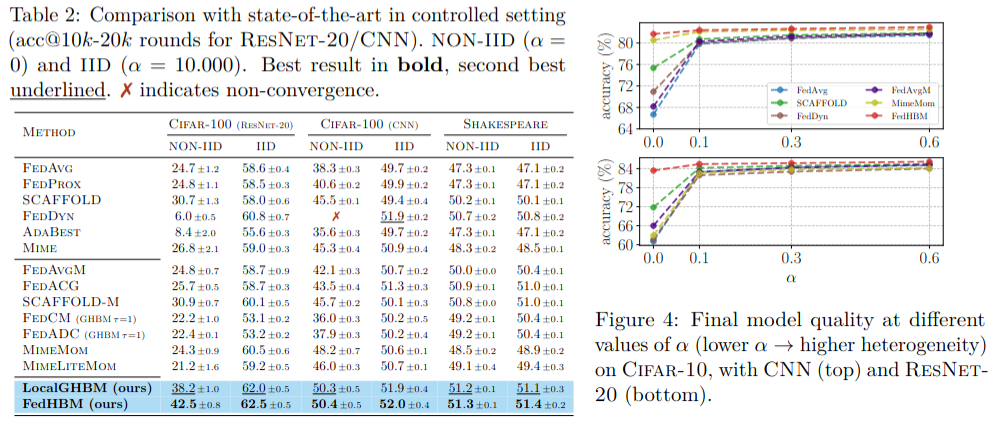 Table 2: Comparison with state-of-the-art in controlled setting
(acc@10k-20k rounds for RESNET-20/CNN). NON-IID (α =
0) and IID (α = 10.000). Best result in bold, second best
underlined. ✗ indicates non-convergence.
METHOD CIFAR-100 (RESNET-20) CIFAR-100 (CNN) SHAKESPEARE
NON-IID IID NON-IID IID NON-IID IID
FEDAVG 24.7 ±1.2 58.6 ±0.4 38.3 ±0.3 49.7 ±0.2 47.3 ±0.1 47.1 ±0.2
FEDPROX 24.8 ±1.1 58.5 ±0.3 40.6 ±0.2 49.9 ±0.2 47.3 ±0.1 47.1 ±0.2
SCAFFOLD 30.7 ±1.3 58.0 ±0.6 45.5 ±0.1 49.4 ±0.4 50.2 ±0.1 50.1 ±0.1
FEDDYN 6.0 ±0.5 60.8 ±0.7 ✗ 51.9 ±0.2 50.7 ±0.2 50.8 ±0.2
ADABEST 8.4 ±2.0 55.6 ±0.3 35.6 ±0.3 49.7 ±0.2 47.3 ±0.1 47.1 ±0.2
MIME 26.8 ±2.1 59.0 ±0.3 45.3 ±0.4 50.9 ±0.4 48.3 ±0.2 48.5 ±0.1
FEDAVGM 24.8 ±0.7 58.7 ±0.9 42.1 ±0.3 50.7 ±0.2 50.0 ±0.0 50.4 ±0.1
FEDACG 25.7 ±0.5 58.7 ±0.3 43.5 ±0.4 51.3 ±0.3 50.9 ±0.1 51.0 ±0.1
SCAFFOLD-M 30.9 ±0.7 60.1 ±0.5 45.7 ±0.2 50.1 ±0.3 50.8 ±0.0 51.0 ±0.1
FEDCM (GHBM τ=1) 22.2 ±1.0 53.1 ±0.2 36.0 ±0.3 50.2 ±0.5 49.2 ±0.1 50.4 ±0.1
FEDADC (GHBM τ=1) 22.4 ±0.1 53.2 ±0.2 37.9 ±0.3 50.2 ±0.4 49.2 ±0.1 50.4 ±0.1
MIMEMOM 24.3 ±0.9 60.5 ±0.6 48.2 ±0.7 50.6 ±0.1 48.5 ±0.2 48.9 ±0.2
MIMELITEMOM 21.2 ±1.6 59.2 ±0.5 46.0 ±0.3 50.7 ±0.1 49.1 ±0.4 49.4 ±0.3
LocalGHBM (ours) 38.2 ±1.0 62.0 ±0.5 50.3 ±0.5 51.9 ±0.4 51.2 ±0.1 51.1 ±0.3
FedHBM (ours) 42.5 ±0.8 62.5 ±0.5 50.4 ±0.5 52.0 ±0.4 51.3 ±0.1 51.4 ±0.2
accuracy (%)
80
76
72
68
64
FedAvg FedAvgM
SCAFFOLD MimeMom
FedDyn FedHBM
0.0 0.1 0.3 0.6
accuracy (%)
84
78
72
66
60
0.0 0.1 0.3 0.6
α
Figure 4: Final model quality at different
values of α (lower α → higher heterogeneity)
on CIFAR-10, with CNN (top) and RESNET-
20 (bottom).